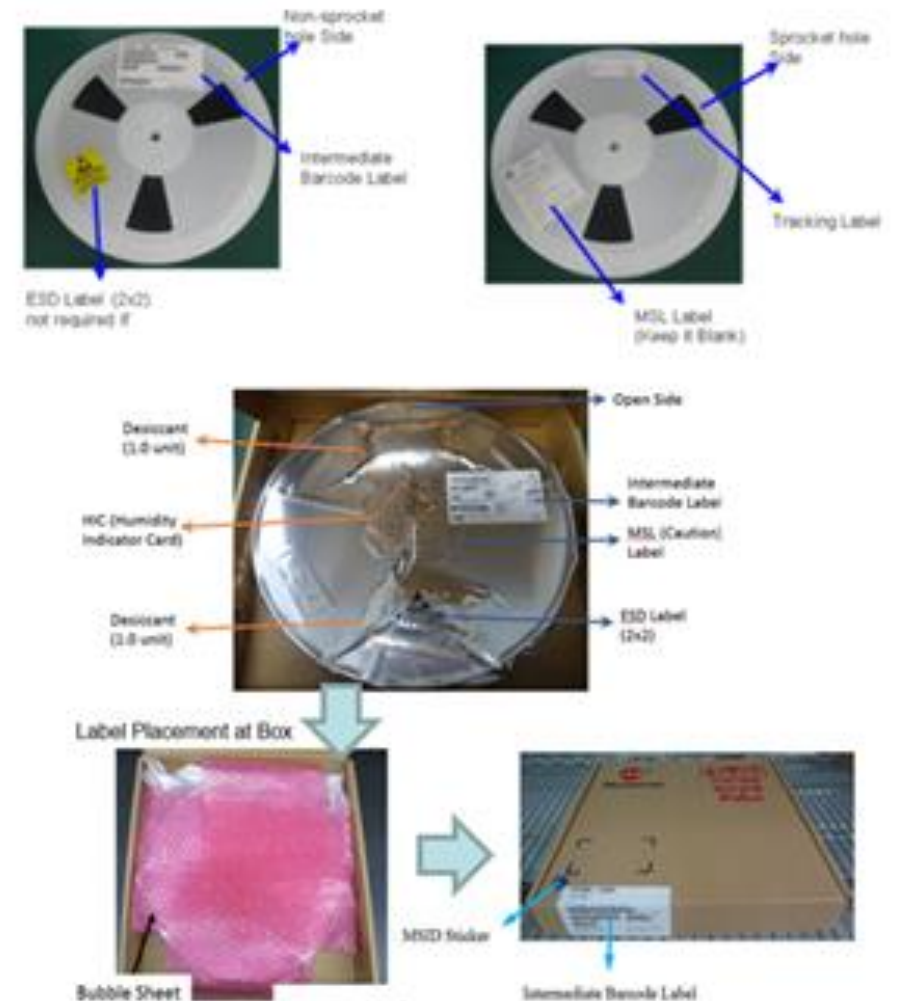 Non-sprocket
hole Side
Intermediate
Barcode Label
ESD Label (2x2)
not required if
Sprocket hole
Side
Tracking Label
MSL Label
(Keep it Blank)
Desiccant
(1.0 unit)
HIC (Humidity
Indicator Card)
Desiccant
(1.0 unit)
Open Side
Intermediate
Barcode Label
MSL (Caution)
Label
ESD Label
(2x2)
Label Placement at Box
Bubble Sheet
MSID Sticker
Intermediate Barcode Label